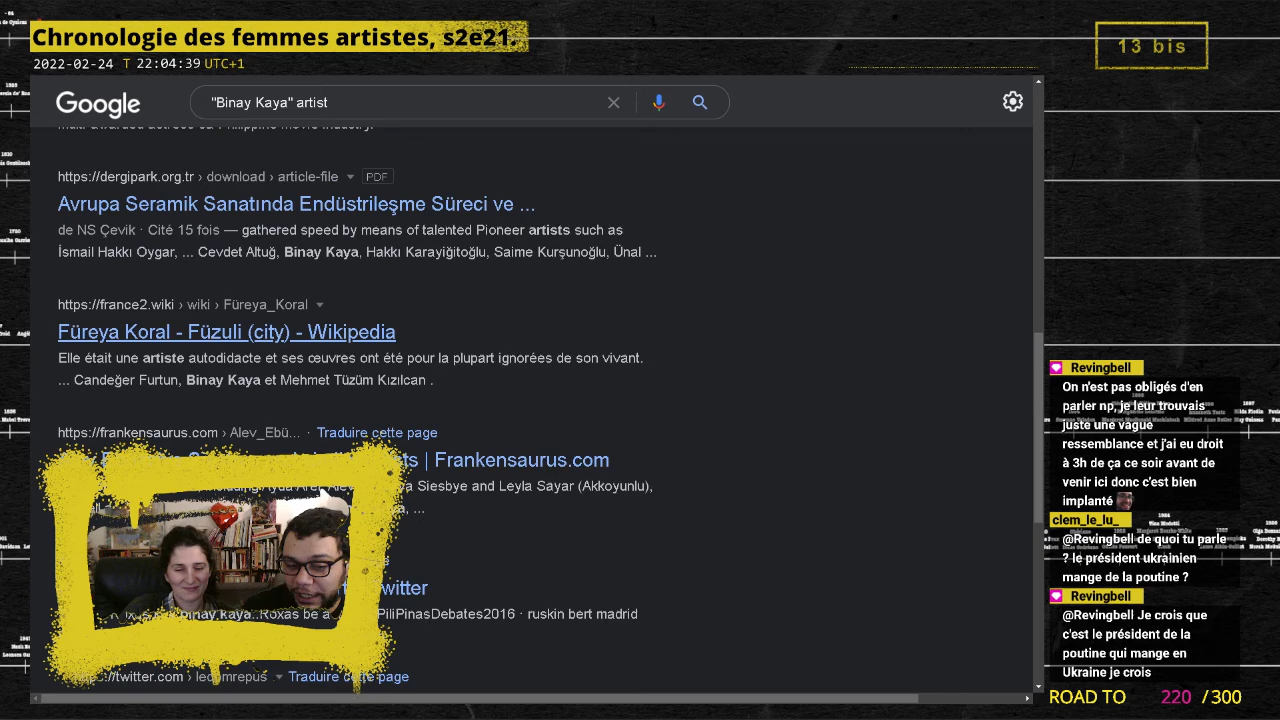 Chronologie des femmes artistes, s2e21.
2022-02-24 T 22:04:39 UTC+1
13 bis
Google
"Binay Kaya" artist
https://dergipark.org.tr › download › article-file
PDF
Avrupa Seramik Sanatında Endüstrileşme Süreci ve ...
de NS Çevik · Cité 15 fois — gathered speed by means of talented Pioneer artists such as
İsmail Hakkı Oygar, ... Cevdet Altuğ, Binay Kaya, Hakkı Karayiğitoğlu, Saime Kurşunoğlu, Ünal ...
https://france2.wiki › wiki › Füreya_Koral
Füreya Koral - Füzuli (city) - Wikipedia
Elle était une artiste autodidacte et ses œuvres ont été pour la plupart ignorées de son vivant.
... Candeğer Furtun, Binay Kaya et Mehmet Tüzüm Kızılcan .
https://frankensaurus.com › Alev_Ebü... · Traduire cette page
| Frankensaurus.com
Siesbye and Leyla Sayar (Akkoyunlu),
Twitter
binay kaya..Roxas be a PiliPinasDebates2016 · ruskin bert madrid
://twitter.com › leomrepus Traduire cette page
Revingbell
On n'est pas obligés d'en
parler np, je leur trouvais
juste une vague
ressemblance et j'ai eu droit
à 3h de ça ce soir avant de
venir ici donc c'est bien
implanté
clem_le_lu_
@Revingbell de quoi tu parle
? le président ukrainien
mange de la poutine ?
Revingbell
@Revingbell Je crois que
c'est le président de la
poutine qui mange en
Ukraine je crois
ROAD TO 220 /300